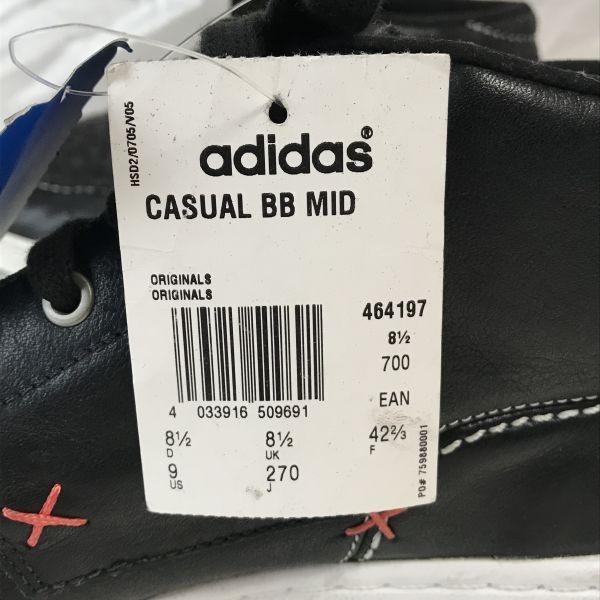 HSD2/0705/V05
adidas®
CASUAL BB MID
ORIGINALS
ORIGINALS
464197
8½
700
EAN
4 033916 509691
8½ 8½ 42⅔
D UK F
9 270
US J
PO# 759880001